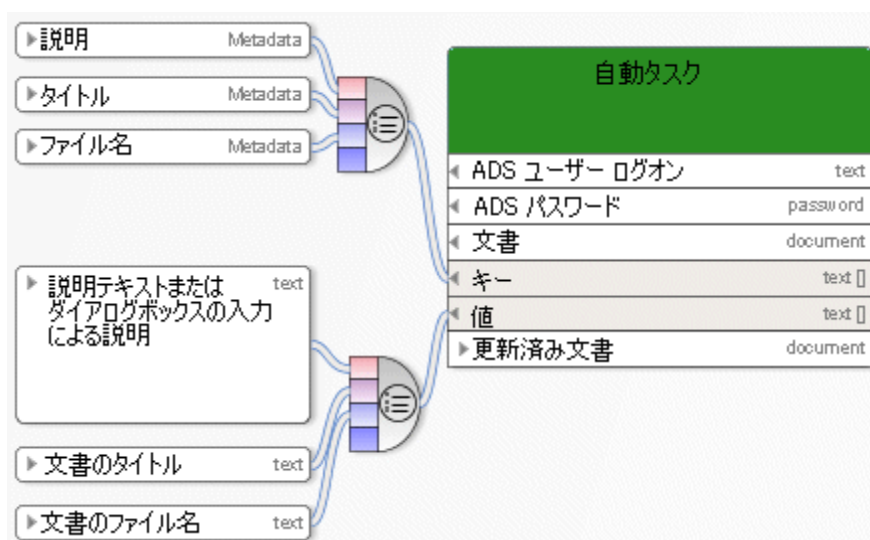 説明 Metadata
タイトル Metadata
ファイル名 Metadata
自動タスク
ADS ユーザー ログオン text
ADS パスワード password
文書 document
キー text []
値 text []
更新済み文書 document
説明テキストまたは text
ダイアログボックスの入力
による説明
文書のタイトル text
文書のファイル名 text